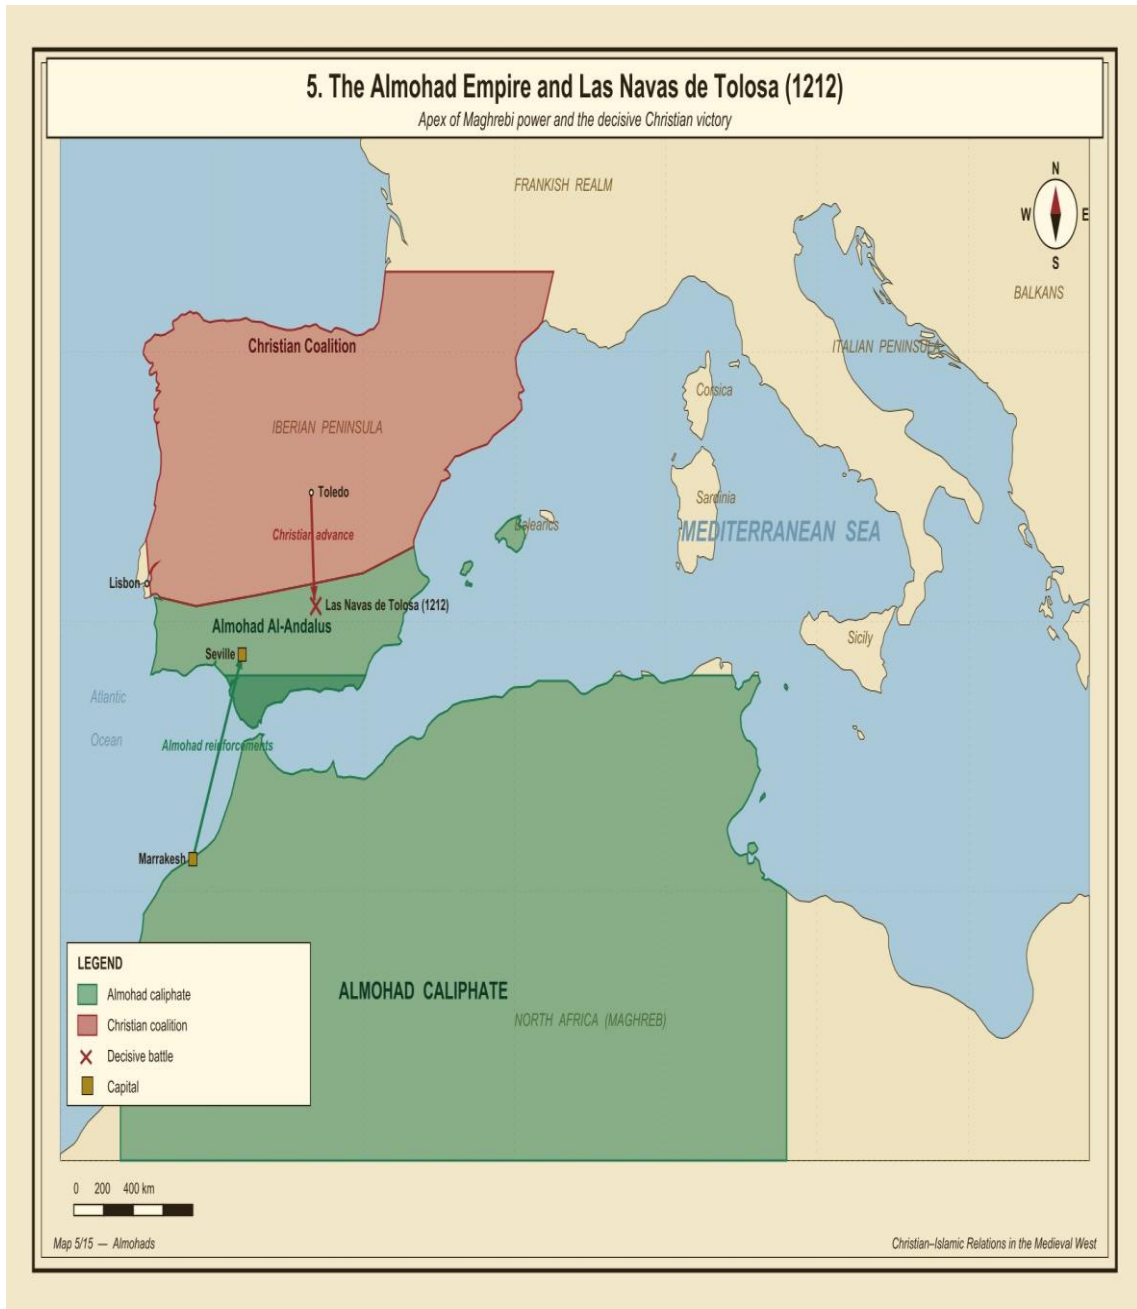 5. The Almohad Empire and Las Navas de Tolosa (1212)
Apex of Maghrebi power and the decisive Christian victory
FRANKISH REALM
N
W E
S
BALKANS
ITALIAN PENINSULA
Christian Coalition
Corsica
IBERIAN PENINSULA
Toledo
Sardinia
Balearics
MEDITERRANEAN SEA
Christian advance
Lisbon
Las Navas de Tolosa (1212)
Almohad Al-Andalus
Sicily
Seville
Atlantic
Ocean
Almohad reinforcements
Marrakesh
LEGEND
Almohad caliphate
Christian coalition
Decisive battle
Capital
ALMOHAD CALIPHATE
NORTH AFRICA (MAGHREB)
0 200 400 km
Map 5/15 — Almohads
Christian–Islamic Relations in the Medieval West